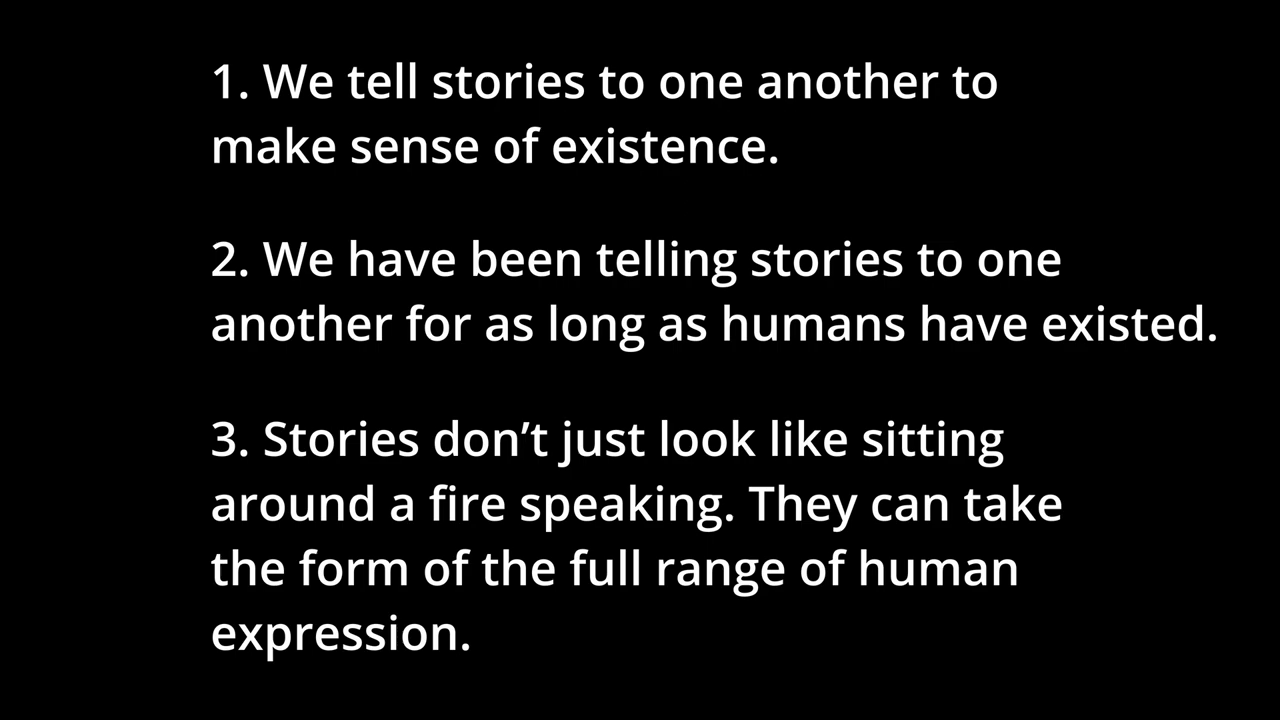 1. We tell stories to one another to
make sense of existence.
2. We have been telling stories to one
another for as long as humans have existed.
3. Stories don’t just look like sitting
around a fire speaking. They can take
the form of the full range of human
expression.